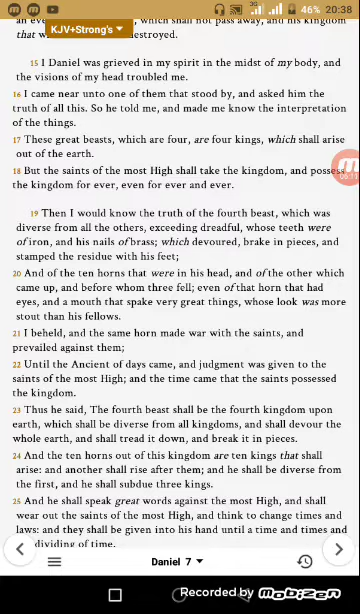 46% 20:38
an ev , which shall not pass away, and his kingdom
KJV+Strong's
that w estroyed.
15 I Daniel was grieved in my spirit in the midst of my body, and
the visions of my head troubled me.
16 I came near unto one of them that stood by, and asked him the
truth of all this. So he told me, and made me know the interpretation
of the things.
17 These great beasts, which are four, are four kings, which shall arise
out of the earth.
18 But the saints of the most High shall take the kingdom, and possess
the kingdom for ever, even for ever and ever.
19 Then I would know the truth of the fourth beast, which was
diverse from all the others, exceeding dreadful, whose teeth were
of iron, and his nails of brass; which devoured, brake in pieces, and
stamped the residue with his feet;
20 And of the ten horns that were in his head, and of the other which
came up, and before whom three fell; even of that horn that had
eyes, and a mouth that spake very great things, whose look was more
stout than his fellows.
21 I beheld, and the same horn made war with the saints, and
prevailed against them;
22 Until the Ancient of days came, and judgment was given to the
saints of the most High; and the time came that the saints possessed
the kingdom.
23 Thus he said, The fourth beast shall be the fourth kingdom upon
earth, which shall be diverse from all kingdoms, and shall devour the
whole earth, and shall tread it down, and break it in pieces.
24 And the ten horns out of this kingdom are ten kings that shall
arise: and another shall rise after them; and he shall be diverse from
the first, and he shall subdue three kings.
25 And he shall speak great words against the most High, and shall
wear out the saints of the most High, and think to change times and
laws: and they shall be given into his hand until a time and times and
dividing of time.
Daniel 7
Recorded by MOBIZEN